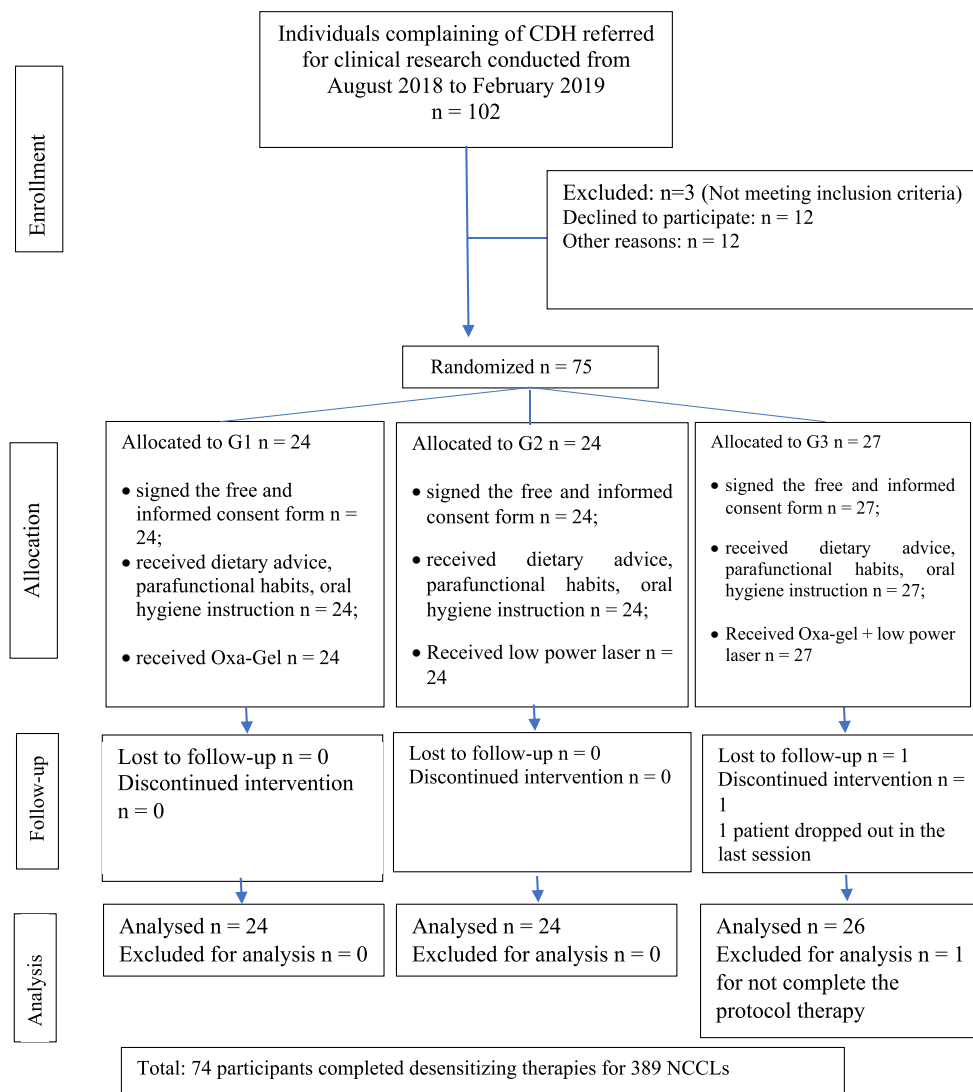 Individuals complaining of CDH referred
for clinical research conducted from
August 2018 to February 2019
n = 102
Enrollment
Excluded: n=3 (Not meeting inclusion criteria)
Declined to participate: n = 12
Other reasons: n = 12
Randomized n = 75
Allocation
Allocated to G1 n = 24
• signed the free and
informed consent form n =
24;
• received dietary advice,
parafunctional habits, oral
hygiene instruction n = 24;
• received Oxa-Gel n = 24
Allocated to G2 n = 24
• signed the free and informed
consent form n = 24;
• received dietary advice,
parafunctional habits, oral
hygiene instruction n = 24;
• Received low power laser n =
24
Allocated to G3 n = 27
• signed the free and informed
consent form n = 27;
• received dietary advice,
parafunctional habits, oral
hygiene instruction n = 27;
• Received Oxa-gel + low power
laser n = 27
Follow-up
Lost to follow-up n = 0
Discontinued intervention
n = 0
Lost to follow-up n = 0
Discontinued intervention n = 0
Lost to follow-up n = 1
Discontinued intervention n =
1
1 patient dropped out in the
last session
Analysis
Analysed n = 24
Excluded for analysis n = 0
Analysed n = 24
Excluded for analysis n = 0
Analysed n = 26
Excluded for analysis n = 1
for not complete the
protocol therapy
Total: 74 participants completed desensitizing therapies for 389 NCCLs